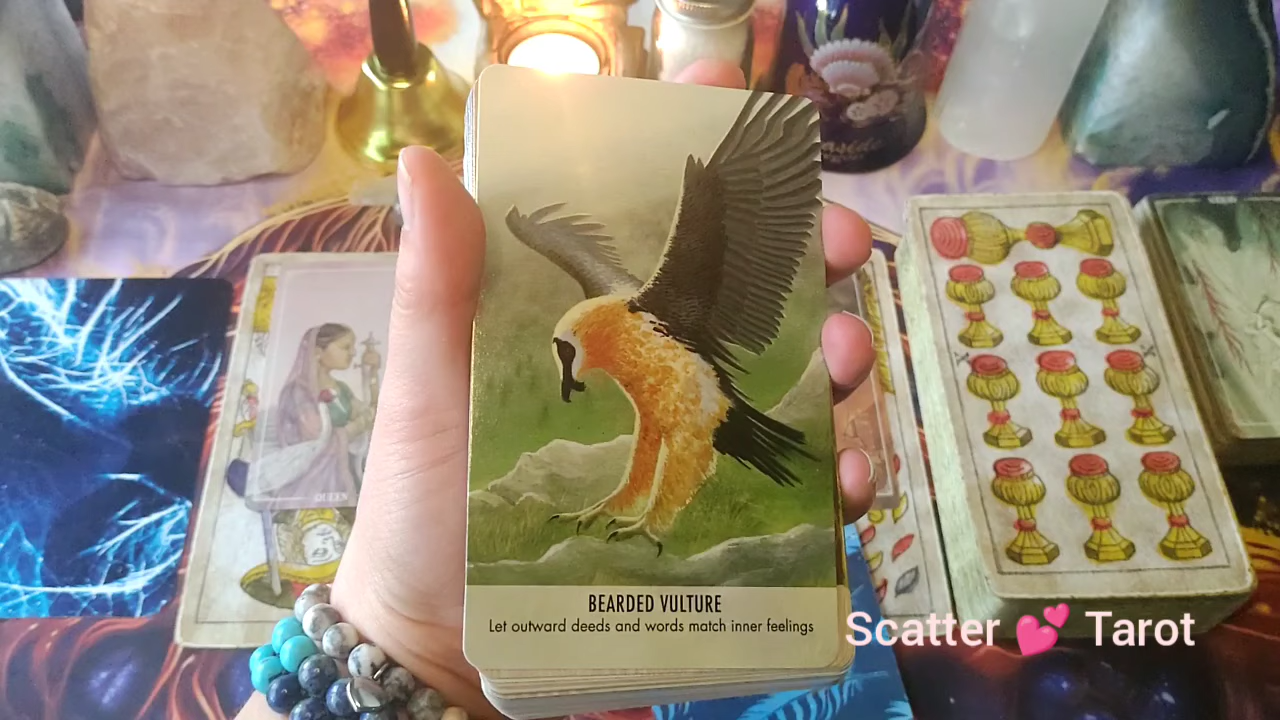 QUEEN
X X
BEARDED VULTURE
Let outward deeds and words match inner feelings
Scatter 💕 Tarot